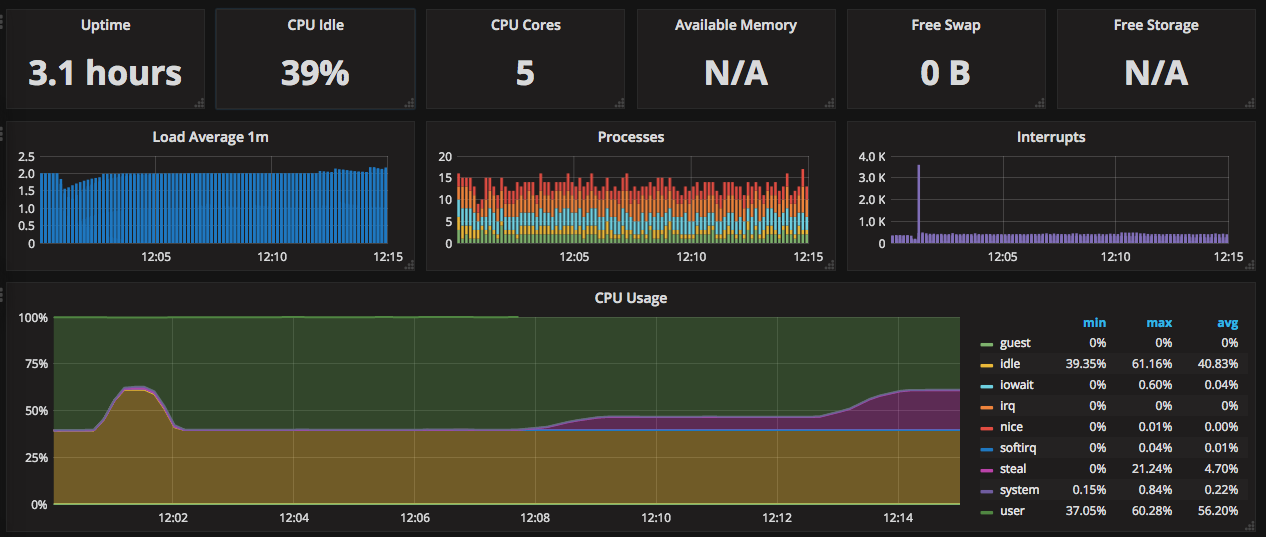 Uptime
3.1 hours
CPU Idle
39%
CPU Cores
5
Available Memory
N/A
Free Swap
0 B
Free Storage
N/A
Load Average 1m
2.5
2.0
1.5
1.0
0.5
0
12:05 12:10 12:15
Processes
20
15
10
5
0
12:05 12:10 12:15
Interrupts
4.0 K
3.0 K
2.0 K
1.0 K
0
12:05 12:10 12:15
CPU Usage
100%
75%
50%
25%
0%
12:02 12:04 12:06 12:08 12:10 12:12 12:14
min max avg
guest 0% 0% 0%
idle 39.35% 61.16% 40.83%
iowait 0% 0.60% 0.04%
irq 0% 0% 0%
nice 0% 0.01% 0.00%
softirq 0% 0.04% 0.01%
steal 0% 21.24% 4.70%
system 0.15% 0.84% 0.22%
user 37.05% 60.28% 56.20%